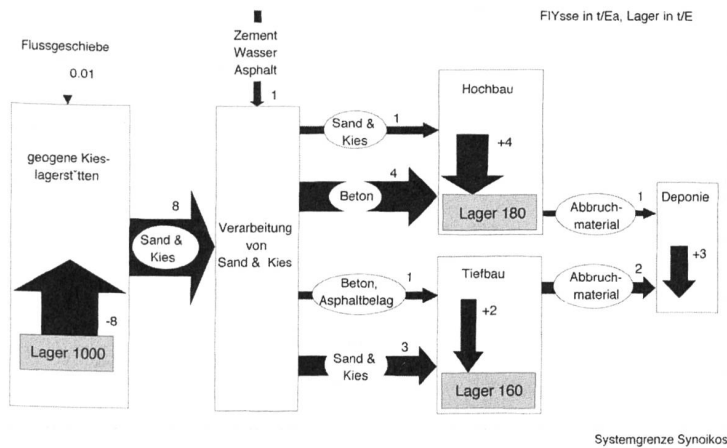 FlYsse in t/Ea, Lager in t/E
Flussgeschiebe
0.01
Zement
Wasser
Asphalt
1
geogene Kies-
lagerst¨tten
8
Sand &
Kies
-8
Lager 1000
Verarbeitung
von
Sand & Kies
Sand &
Kies
1
Beton
4
Beton,
Asphaltbelag
1
Sand &
Kies
3
Hochbau
+4
Lager 180
Tiefbau
+2
Lager 160
Abbruch-
material
1
Abbruch-
material
2
Deponie
+3
Systemgrenze Synoikos